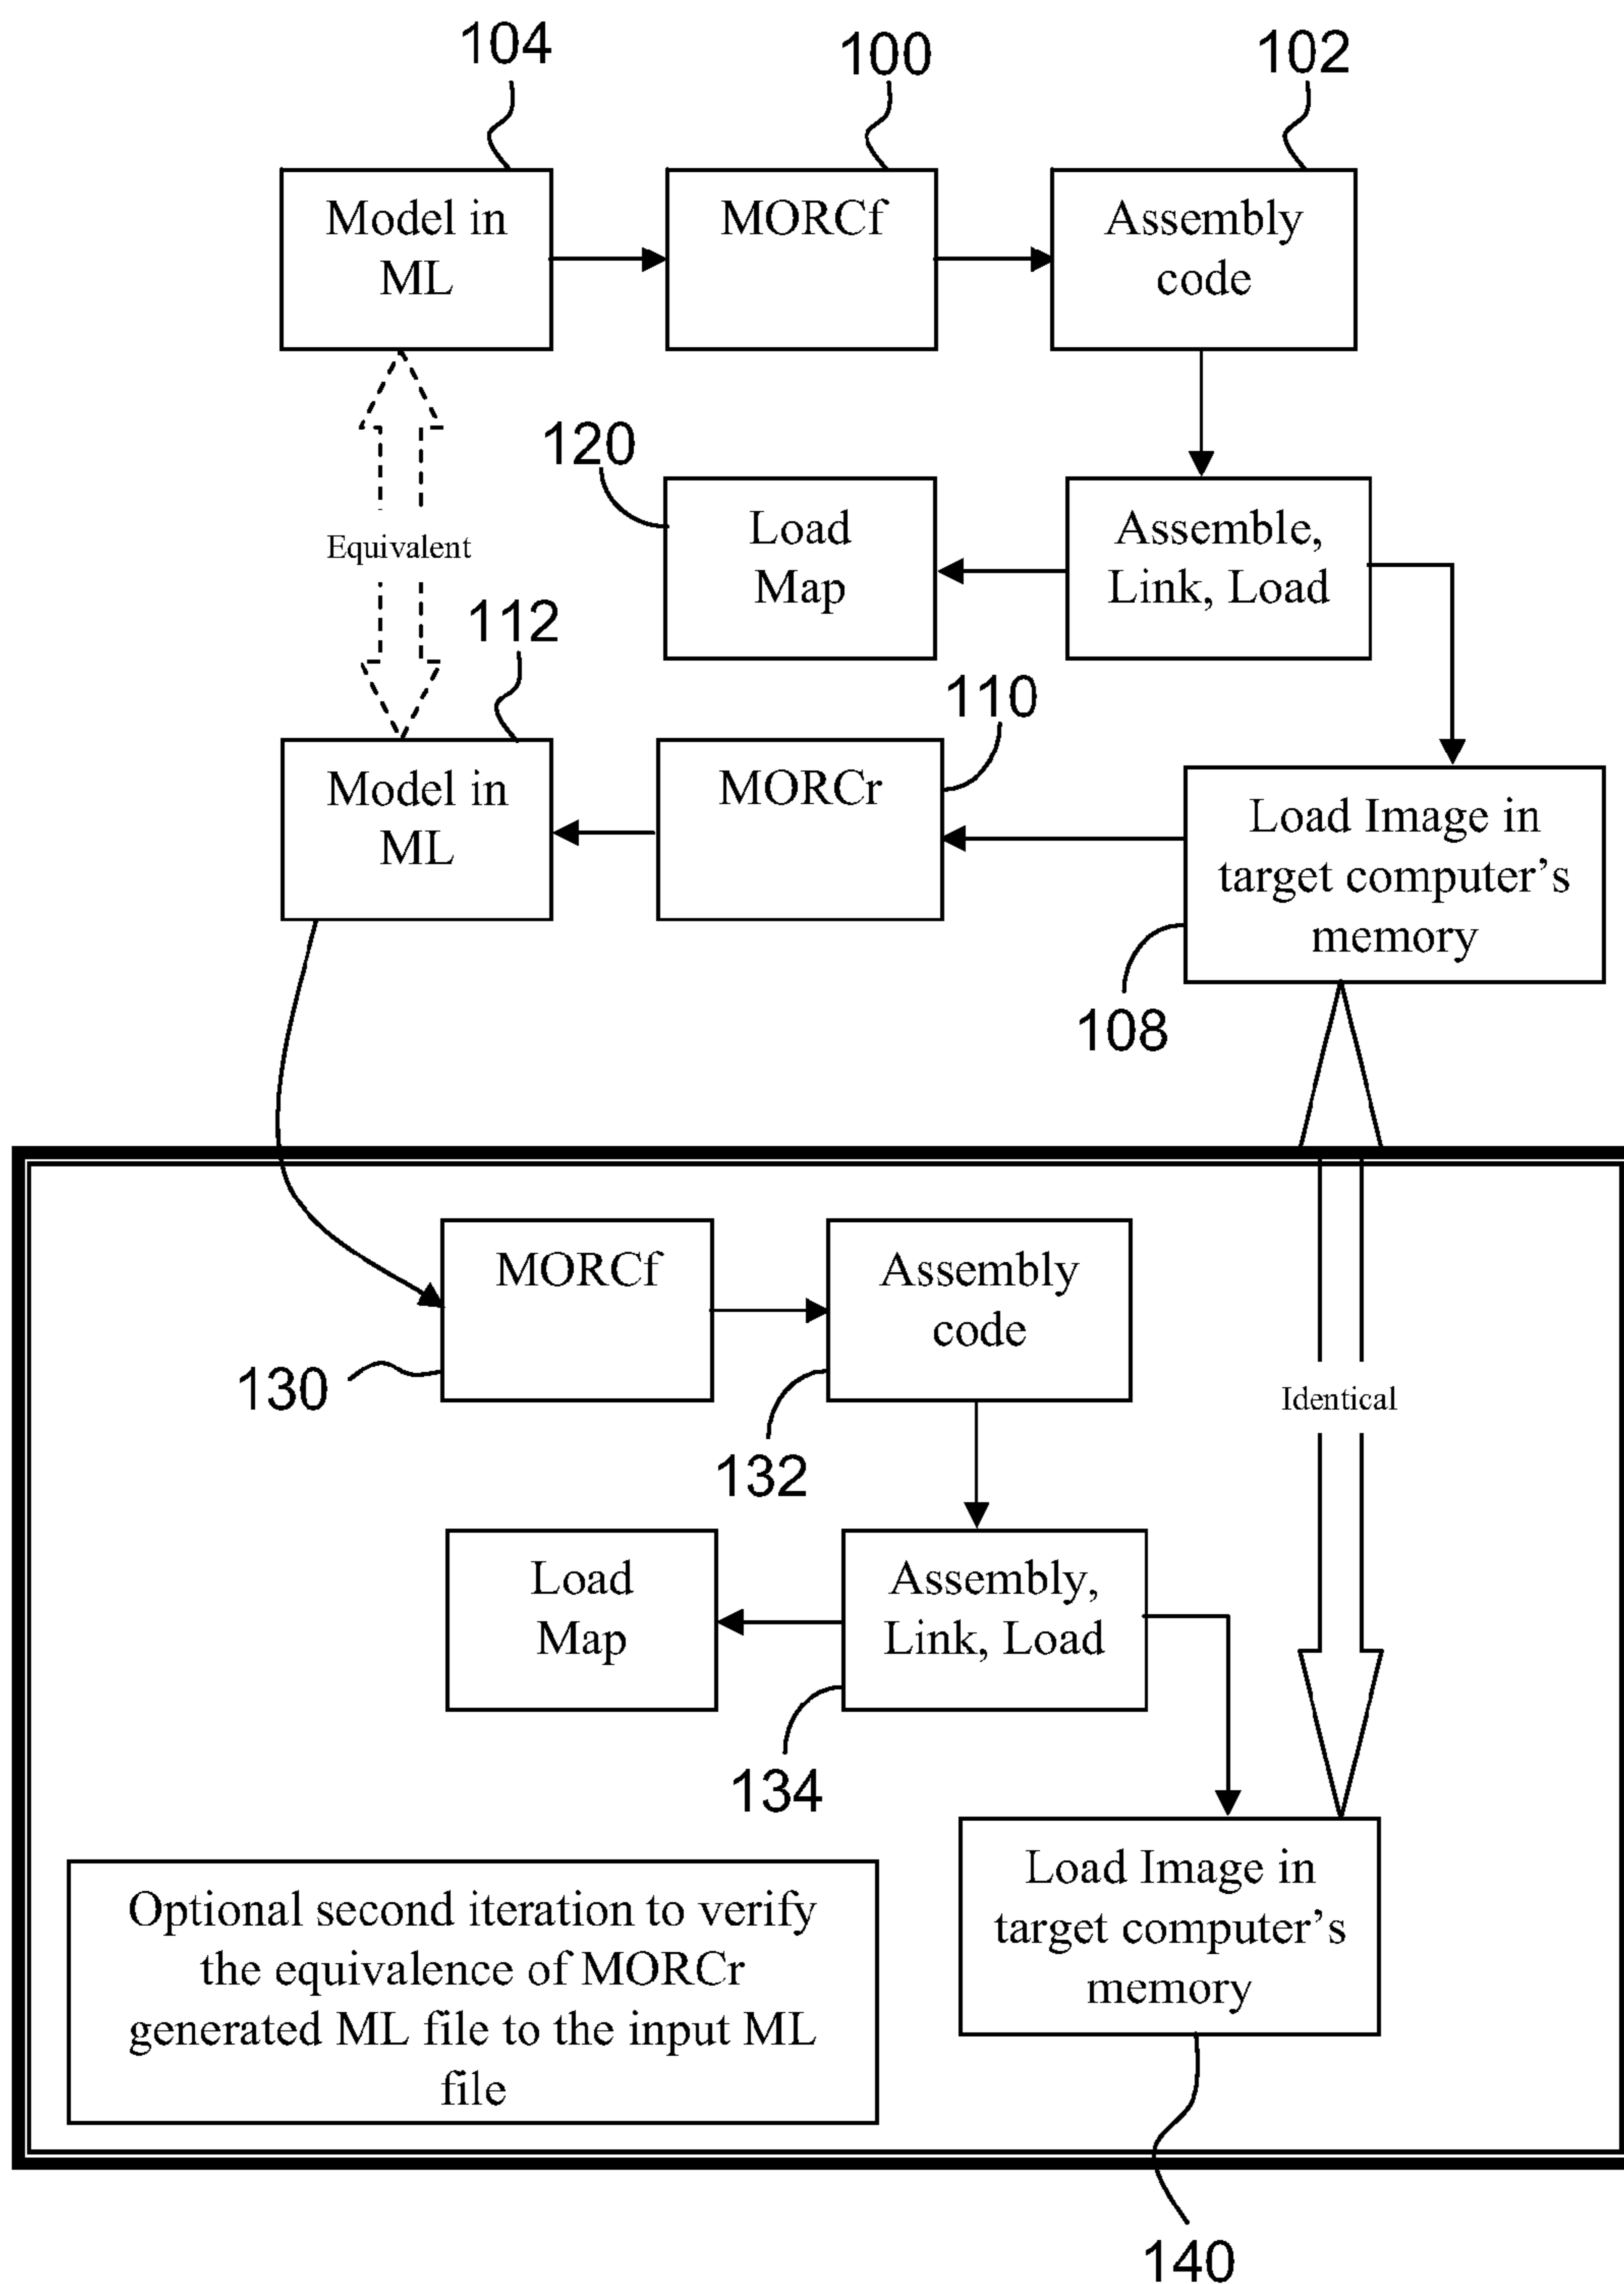 104
100
102
Model in
ML
MORCf
Assembly
code
120
Load
Map
Assemble,
Link, Load
Equivalent
112
110
Model in
ML
MORCr
Load Image in
target computer's
memory
108
MORCf
Assembly
code
130
132
Identical
Load
Map
Assembly,
Link, Load
134
Load Image in
target computer's
memory
Optional second iteration to verify
the equivalence of MORCr
generated ML file to the input ML
file
140